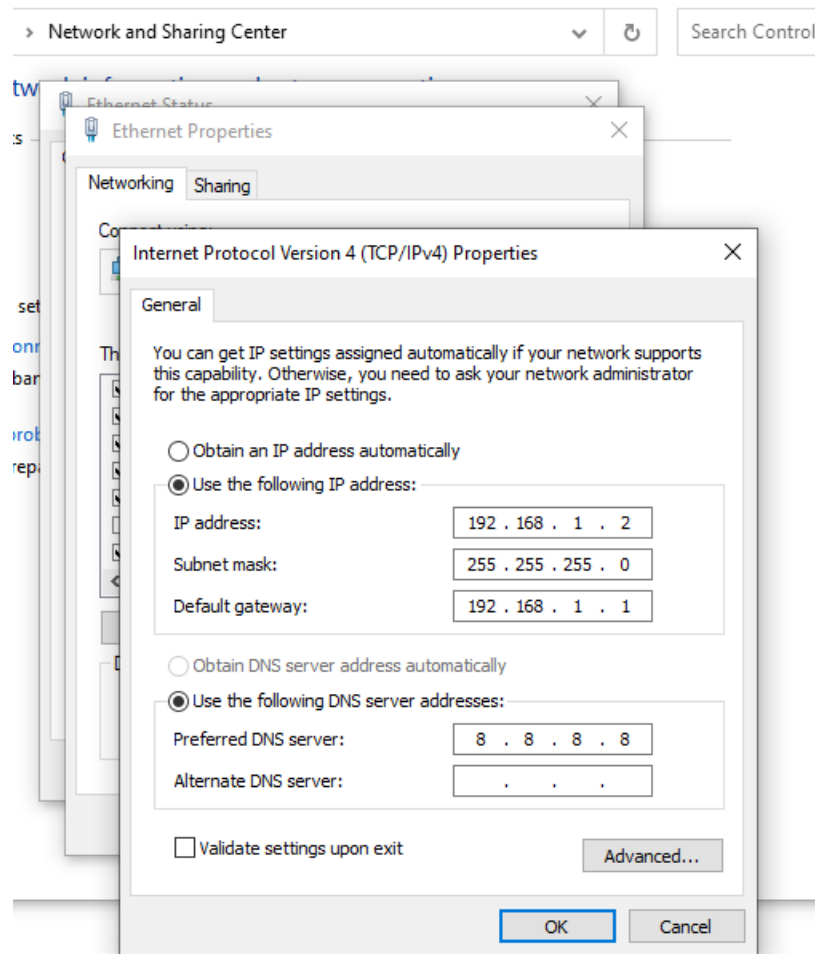 > Network and Sharing Center
Search Control
Ethernet Status
Ethernet Properties
Networking
Sharing
Internet Protocol Version 4 (TCP/IPv4) Properties
General
set
Th
You can get IP settings assigned automatically if your network supports
this capability. Otherwise, you need to ask your network administrator
for the appropriate IP settings.
Obtain an IP address automatically
Use the following IP address:
IP address:
192 . 168 . 1 . 2
Subnet mask:
255 . 255 . 255 . 0
Default gateway:
192 . 168 . 1 . 1
Obtain DNS server address automatically
Use the following DNS server addresses:
Preferred DNS server:
8 . 8 . 8 . 8
Alternate DNS server:
. . .
Validate settings upon exit
Advanced...
OK
Cancel